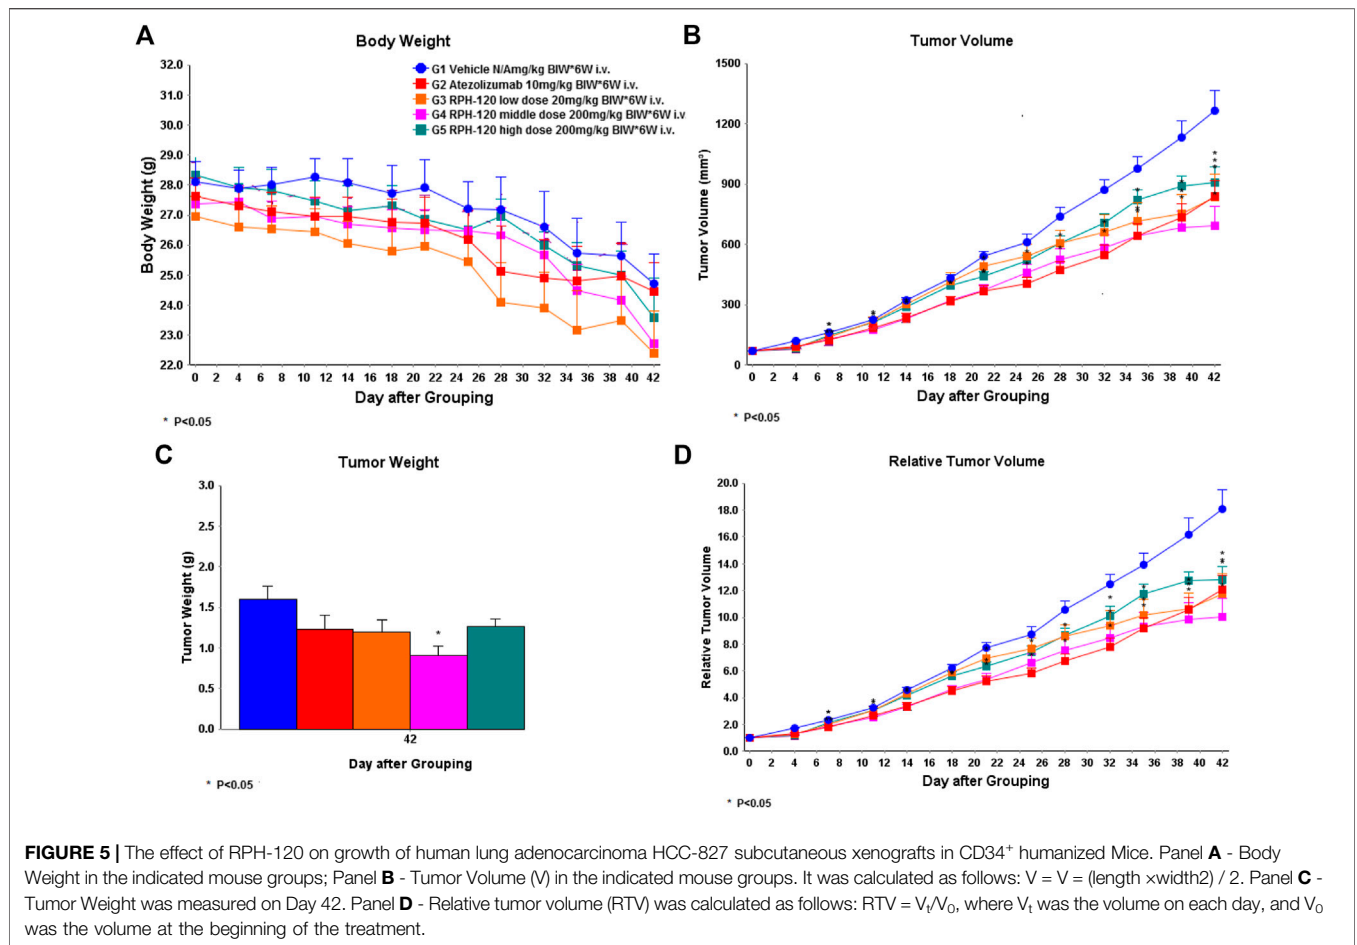 A
Body Weight
32.0
31.0
30.0
29.0
28.0
27.0
26.0
25.0
24.0
23.0
22.0
Body Weight (g)
G1 Vehicle N/Amg/kg BIW*6W i.v.
G2 Atezolizumab 10mg/kg BIW*6W i.v.
G3 RPH-120 low dose 20mg/kg BIW*6W i.v.
G4 RPH-120 middle dose 200mg/kg BIW*6W i.v
G5 RPH-120 high dose 200mg/kg BIW*6W i.v.
0 2 4 6 8 10 12 14 16 18 20 22 24 26 28 30 32 34 36 38 40 42
Day after Grouping
* P<0.05
B
Tumor Volume
1500
1200
900
600
300
0
Tumor Volume (mm³)
0 2 4 6 8 10 12 14 16 18 20 22 24 26 28 30 32 34 36 38 40 42
Day after Grouping
* P<0.05
C
Tumor Weight
3.0
2.5
2.0
1.5
1.0
0.5
0.0
Tumor Weight (g)
*
42
Day after Grouping
* P<0.05
D
Relative Tumor Volume
20.0
18.0
16.0
14.0
12.0
10.0
8.0
6.0
4.0
2.0
0.0
Relative Tumor Volume
0 2 4 6 8 10 12 14 16 18 20 22 24 26 28 30 32 34 36 38 40 42
Day after Grouping
* P<0.05
FIGURE 5 | The effect of RPH-120 on growth of human lung adenocarcinoma HCC-827 subcutaneous xenografts in CD34⁺ humanized Mice. Panel A - Body
Weight in the indicated mouse groups; Panel B - Tumor Volume (V) in the indicated mouse groups. It was calculated as follows: V = V = (length ×width2) / 2. Panel C -
Tumor Weight was measured on Day 42. Panel D - Relative tumor volume (RTV) was calculated as follows: RTV = Vₜ/V₀, where Vₜ was the volume on each day, and V₀
was the volume at the beginning of the treatment.